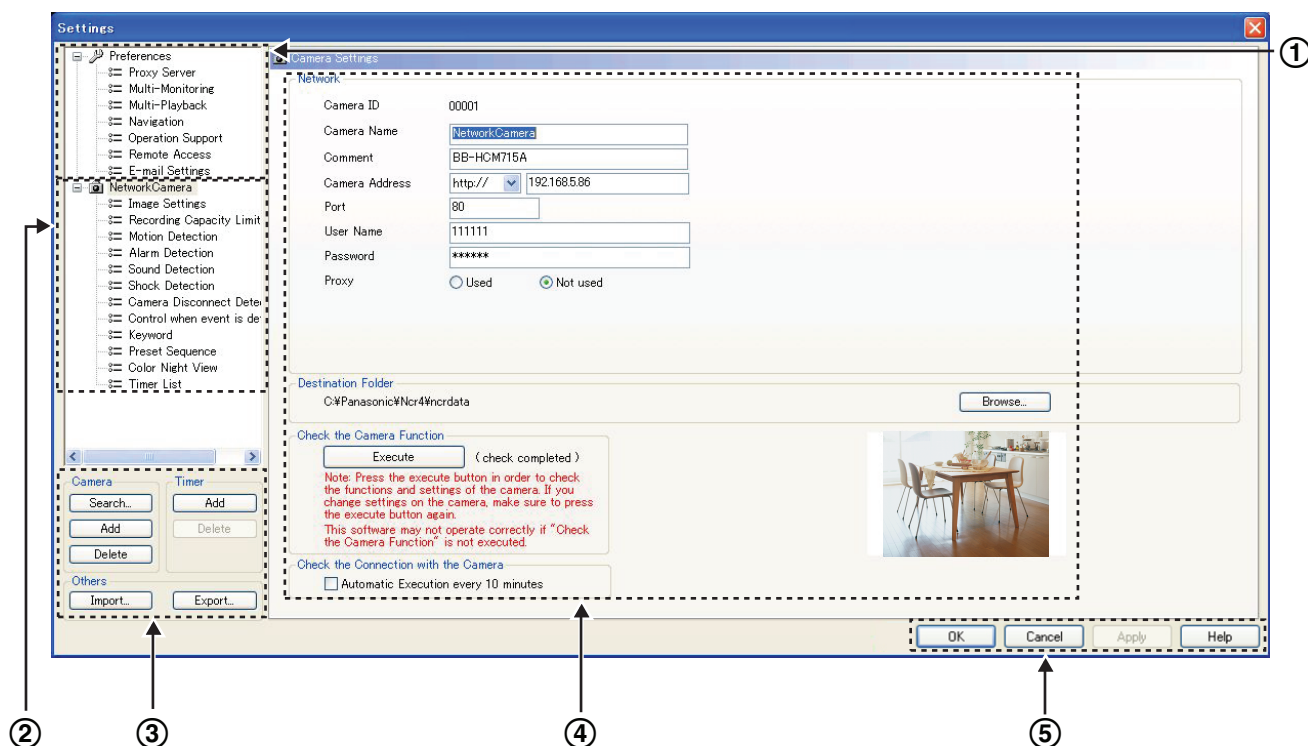 Settings
①
Preferences
Proxy Server
Multi-Monitoring
Multi-Playback
Navigation
Operation Support
Remote Access
E-mail Settings
NetworkCamera
Image Settings
Recording Capacity Limit
Motion Detection
Alarm Detection
Sound Detection
Shock Detection
Camera Disconnect Dete
Control when event is de
Keyword
Preset Sequence
Color Night View
Timer List
Camera
Search...
Add
Delete
Timer
Add
Delete
Others
Import...
Export...
Camera Settings
Network
Camera ID 00001
Camera Name NetworkCamera
Comment BB-HCM715A
Camera Address http:// 192.168.5.86
Port 80
User Name 111111
Password ******
Proxy Used Not used
Destination Folder
C:¥Panasonic¥Ncr4¥ncrdata Browse...
Check the Camera Function
Execute (check completed)
Note: Press the execute button in order to check
the functions and settings of the camera. If you
change settings on the camera, make sure to press
the execute button again.
This software may not operate correctly if "Check
the Camera Function" is not executed.
Check the Connection with the Camera
Automatic Execution every 10 minutes
OK Cancel Apply Help
② ③ ④ ⑤